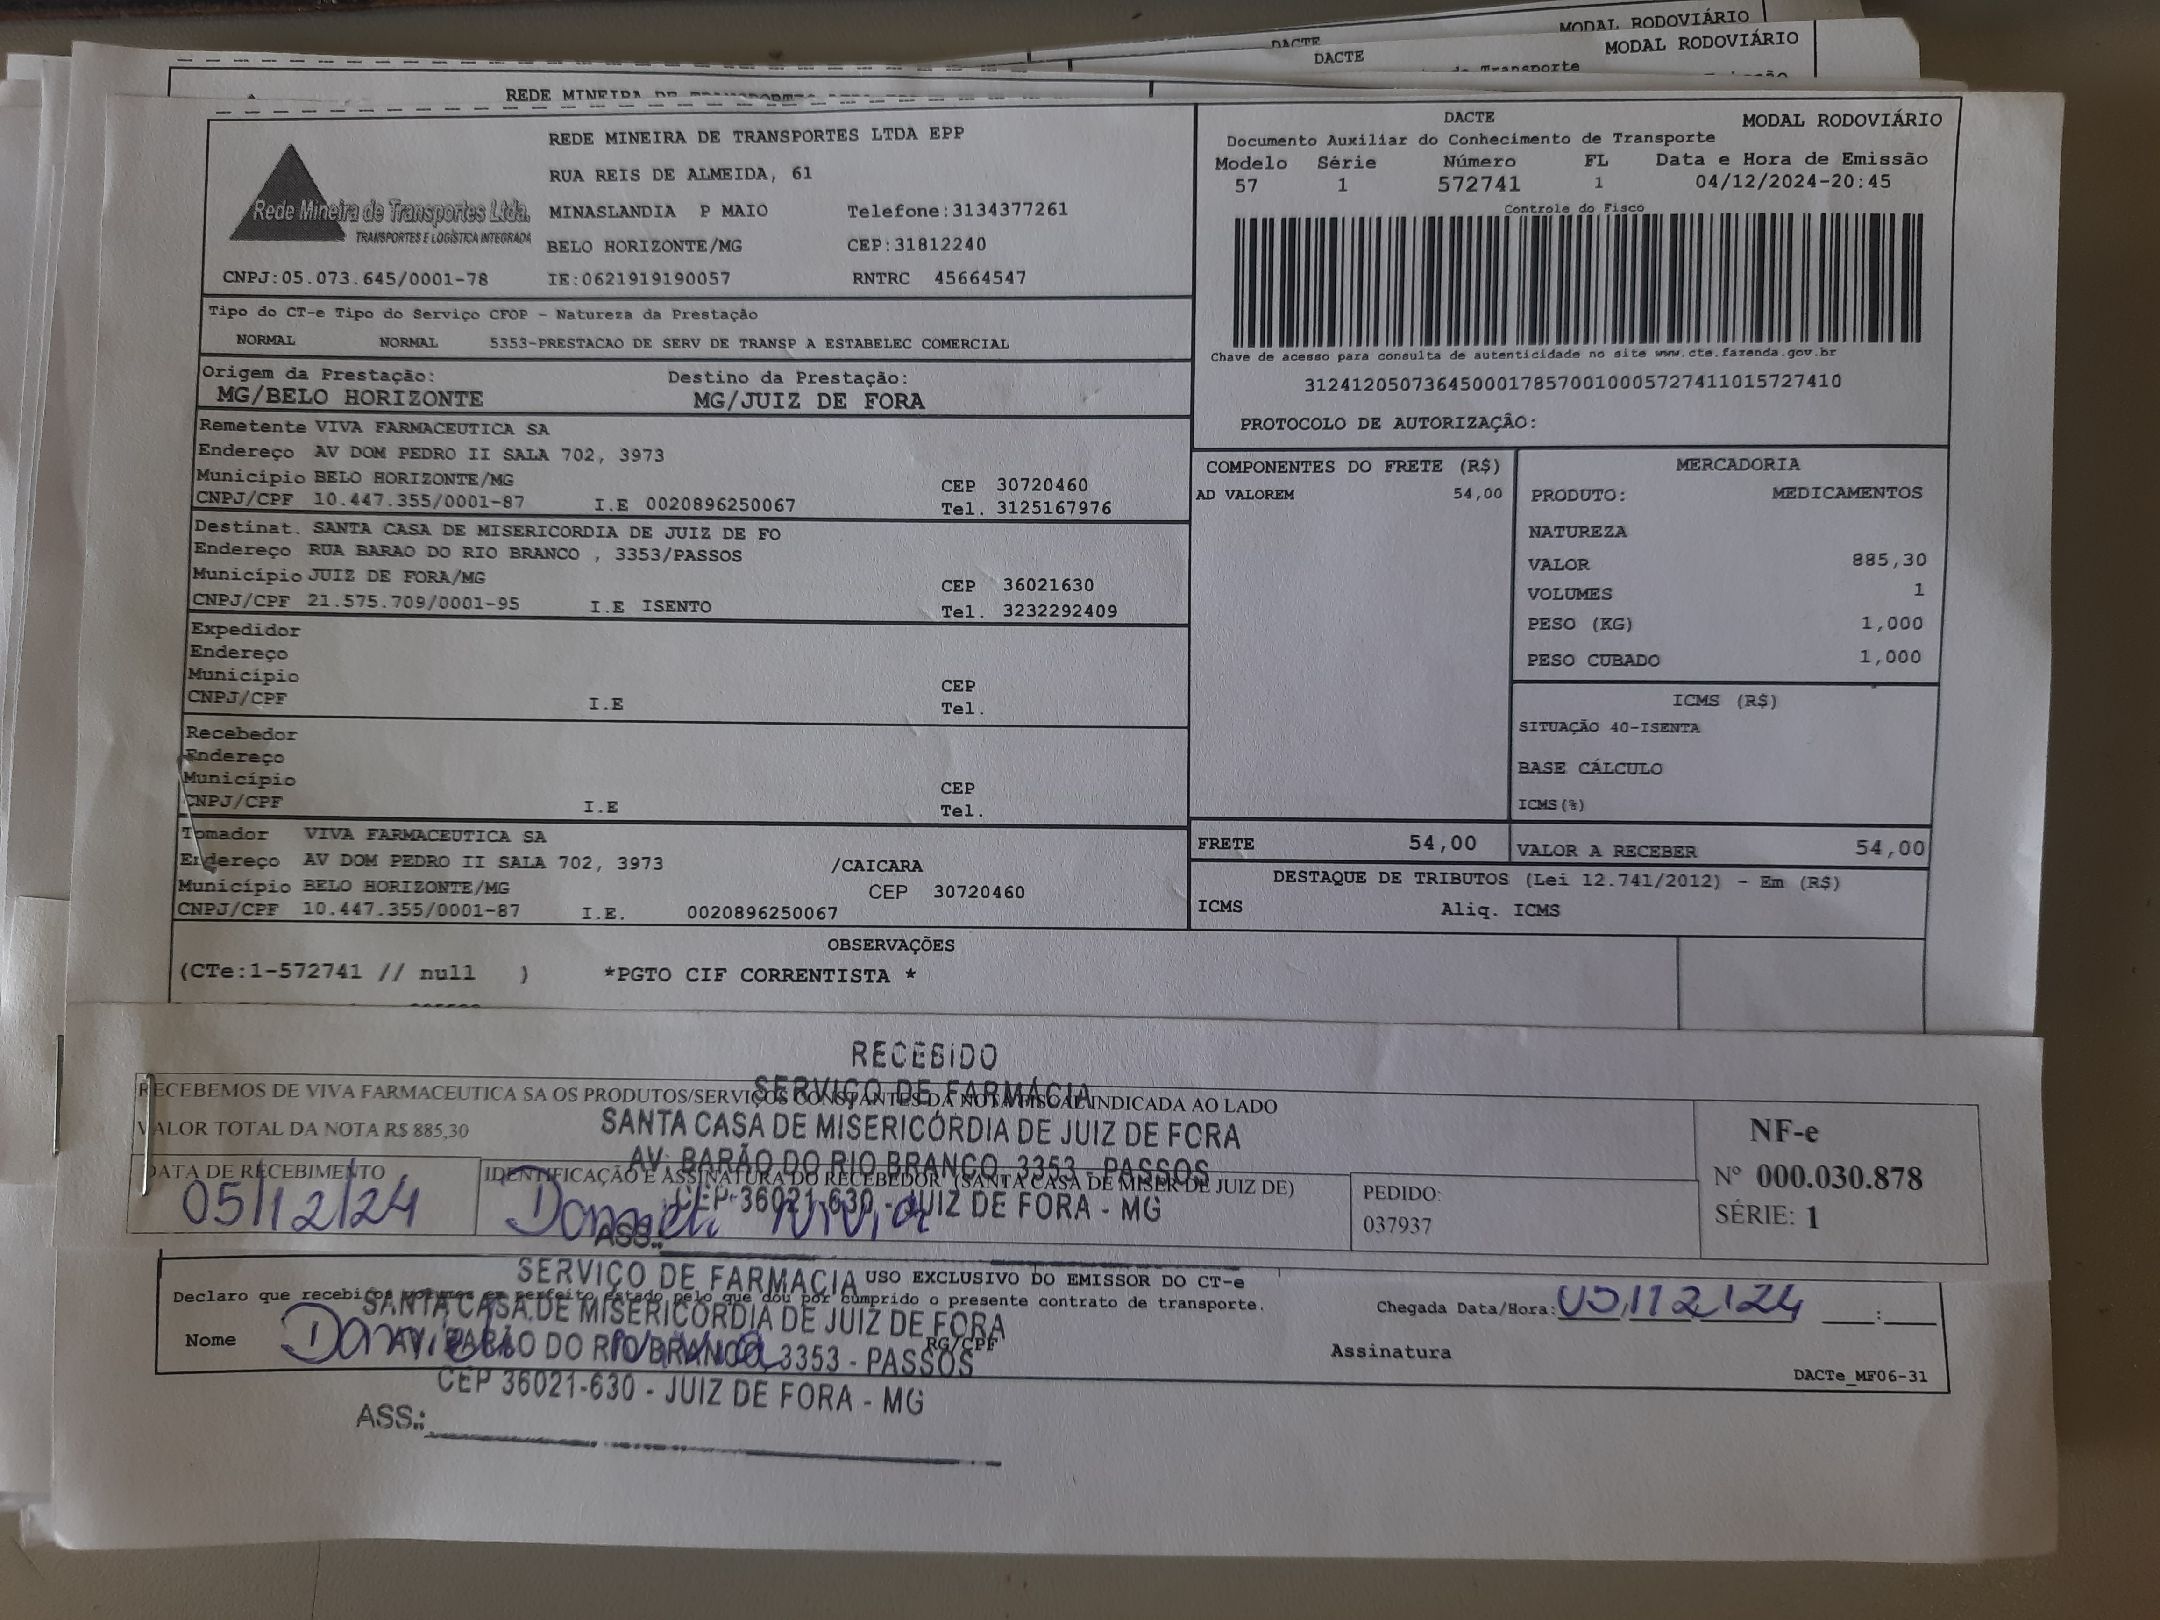 MODAL RODOVIÁRIO
DACTE
MODAL RODOVIÁRIO
DACTE
Transporte
REDE MINEIRA DE TRANSPORTES
REDE MINEIRA DE TRANSPORTES LTDA EPP
RUA REIS DE ALMEIDA, 61
MINASLANDIA P MAIO Telefone:3134377261
BELO HORIZONTE/MG CEP:31812240
Rede Mineira de Transportes Ltda.
TRANSPORTES E LOGÍSTICA INTEGRADA
CNPJ:05.073.645/0001-78 IE:0621919190057 RNTRC 45664547
DACTE MODAL RODOVIÁRIO
Documento Auxiliar do Conhecimento de Transporte
Modelo Série Número FL Data e Hora de Emissão
57 1 572741 1 04/12/2024-20:45
Controle do Fisco
Chave de acesso para consulta de autenticidade no site www.cte.fazenda.gov.br
31241205073645000178570010005727411015727410
PROTOCOLO DE AUTORIZAÇÃO:
Tipo do CT-e Tipo do Serviço CFOP - Natureza da Prestação
NORMAL NORMAL 5353-PRESTACAO DE SERV DE TRANSP A ESTABELEC COMERCIAL
Origem da Prestação: Destino da Prestação:
MG/BELO HORIZONTE MG/JUIZ DE FORA
Remetente VIVA FARMACEUTICA SA
Endereço AV DOM PEDRO II SALA 702, 3973
Município BELO HORIZONTE/MG CEP 30720460
CNPJ/CPF 10.447.355/0001-87 I.E 0020896250067 Tel. 3125167976
Destinat. SANTA CASA DE MISERICORDIA DE JUIZ DE FO
Endereço RUA BARAO DO RIO BRANCO , 3353/PASSOS
Município JUIZ DE FORA/MG CEP 36021630
CNPJ/CPF 21.575.709/0001-95 I.E ISENTO Tel. 3232292409
Expedidor
Endereço
Município CEP
CNPJ/CPF I.E Tel.
Recebedor
Endereço
Município CEP
CNPJ/CPF I.E Tel.
Tomador VIVA FARMACEUTICA SA
Endereço AV DOM PEDRO II SALA 702, 3973 /CAICARA
Município BELO HORIZONTE/MG CEP 30720460
CNPJ/CPF 10.447.355/0001-87 I.E. 0020896250067
COMPONENTES DO FRETE (R$)
AD VALOREM 54,00
MERCADORIA
PRODUTO: MEDICAMENTOS
NATUREZA
VALOR 885,30
VOLUMES 1
PESO (KG) 1,000
PESO CUBADO 1,000
ICMS (R$)
SITUAÇÃO 40-ISENTA
BASE CÁLCULO
ICMS(%)
FRETE 54,00 VALOR A RECEBER 54,00
DESTAQUE DE TRIBUTOS (Lei 12.741/2012) - Em (R$)
ICMS Aliq. ICMS
OBSERVAÇÕES
(CTe:1-572741 // null ) *PGTO CIF CORRENTISTA *
RECEBIDO
SERVIÇO DE FARMÁCIA
SANTA CASA DE MISERICÓRDIA DE JUIZ DE FORA
AV. BARÃO DO RIO BRANCO, 3353 - PASSOS
CEP 36021-630 - JUIZ DE FORA - MG
ASS.:
RECEBEMOS DE VIVA FARMACEUTICA SA OS PRODUTOS/SERVIÇOS CONSTANTES DA NOTA FISCAL INDICADA AO LADO
VALOR TOTAL DA NOTA R$ 885,30
DATA DE RECEBIMENTO
05/12/24
IDENTIFICAÇÃO E ASSINATURA DO RECEBEDOR (SANTA CASA DE MISER DE JUIZ DE)
PEDIDO:
037937
NF-e
Nº 000.030.878
SÉRIE: 1
USO EXCLUSIVO DO EMISSOR DO CT-e
Declaro que recebi os volumes em perfeito estado pelo que dou por cumprido o presente contrato de transporte.
Chegada Data/Hora: 05/12/24 :
Nome RG/CPF Assinatura
DACTe_MF06-31
SERVIÇO DE FARMACIA
SANTA CASA DE MISERICÓRDIA DE JUIZ DE FORA
AV. BARÃO DO RIO BRANCO, 3353 - PASSOS
CEP 36021-630 - JUIZ DE FORA - MG
ASS.: